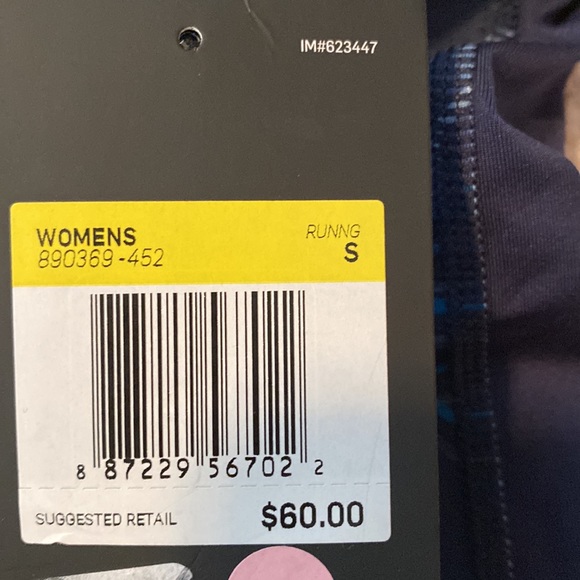 IM#623447
WOMENS RUNNG
890369-452 S
8 87229 56702 2
SUGGESTED RETAIL $60.00